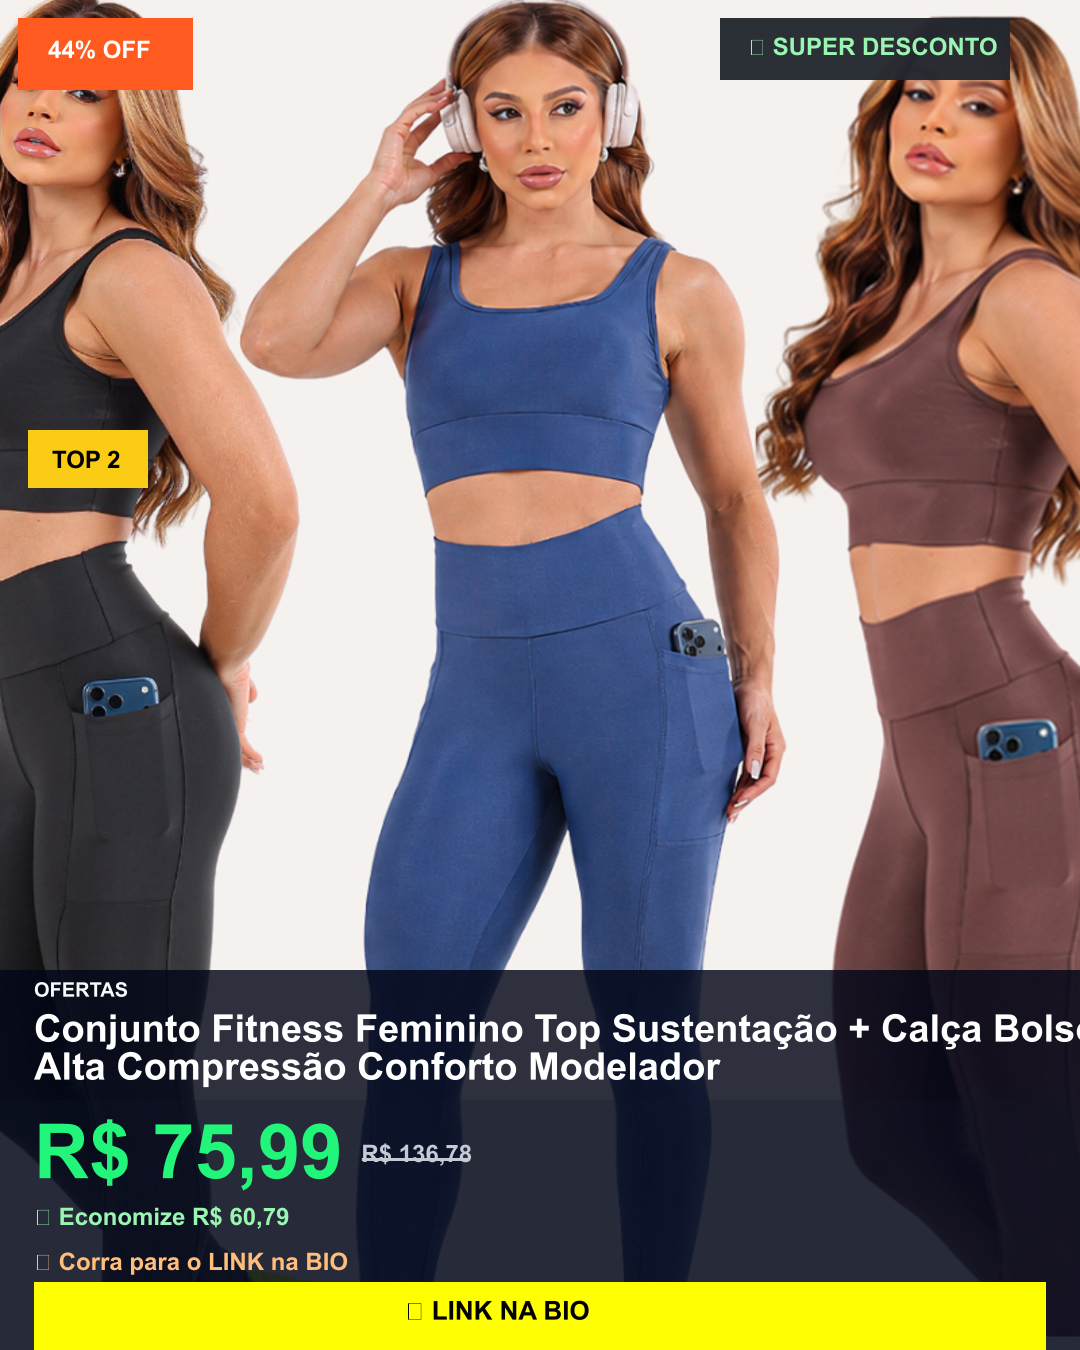 44% OFF
SUPER DESCONTO
TOP 2
OFERTAS
Conjunto Fitness Feminino Top Sustentação + Calça
Alta Compressão Conforto Modelador
R$ 75,99 R$ 136,78
Economize R$ 60,79
Corra para o LINK na BIO
LINK NA BIO